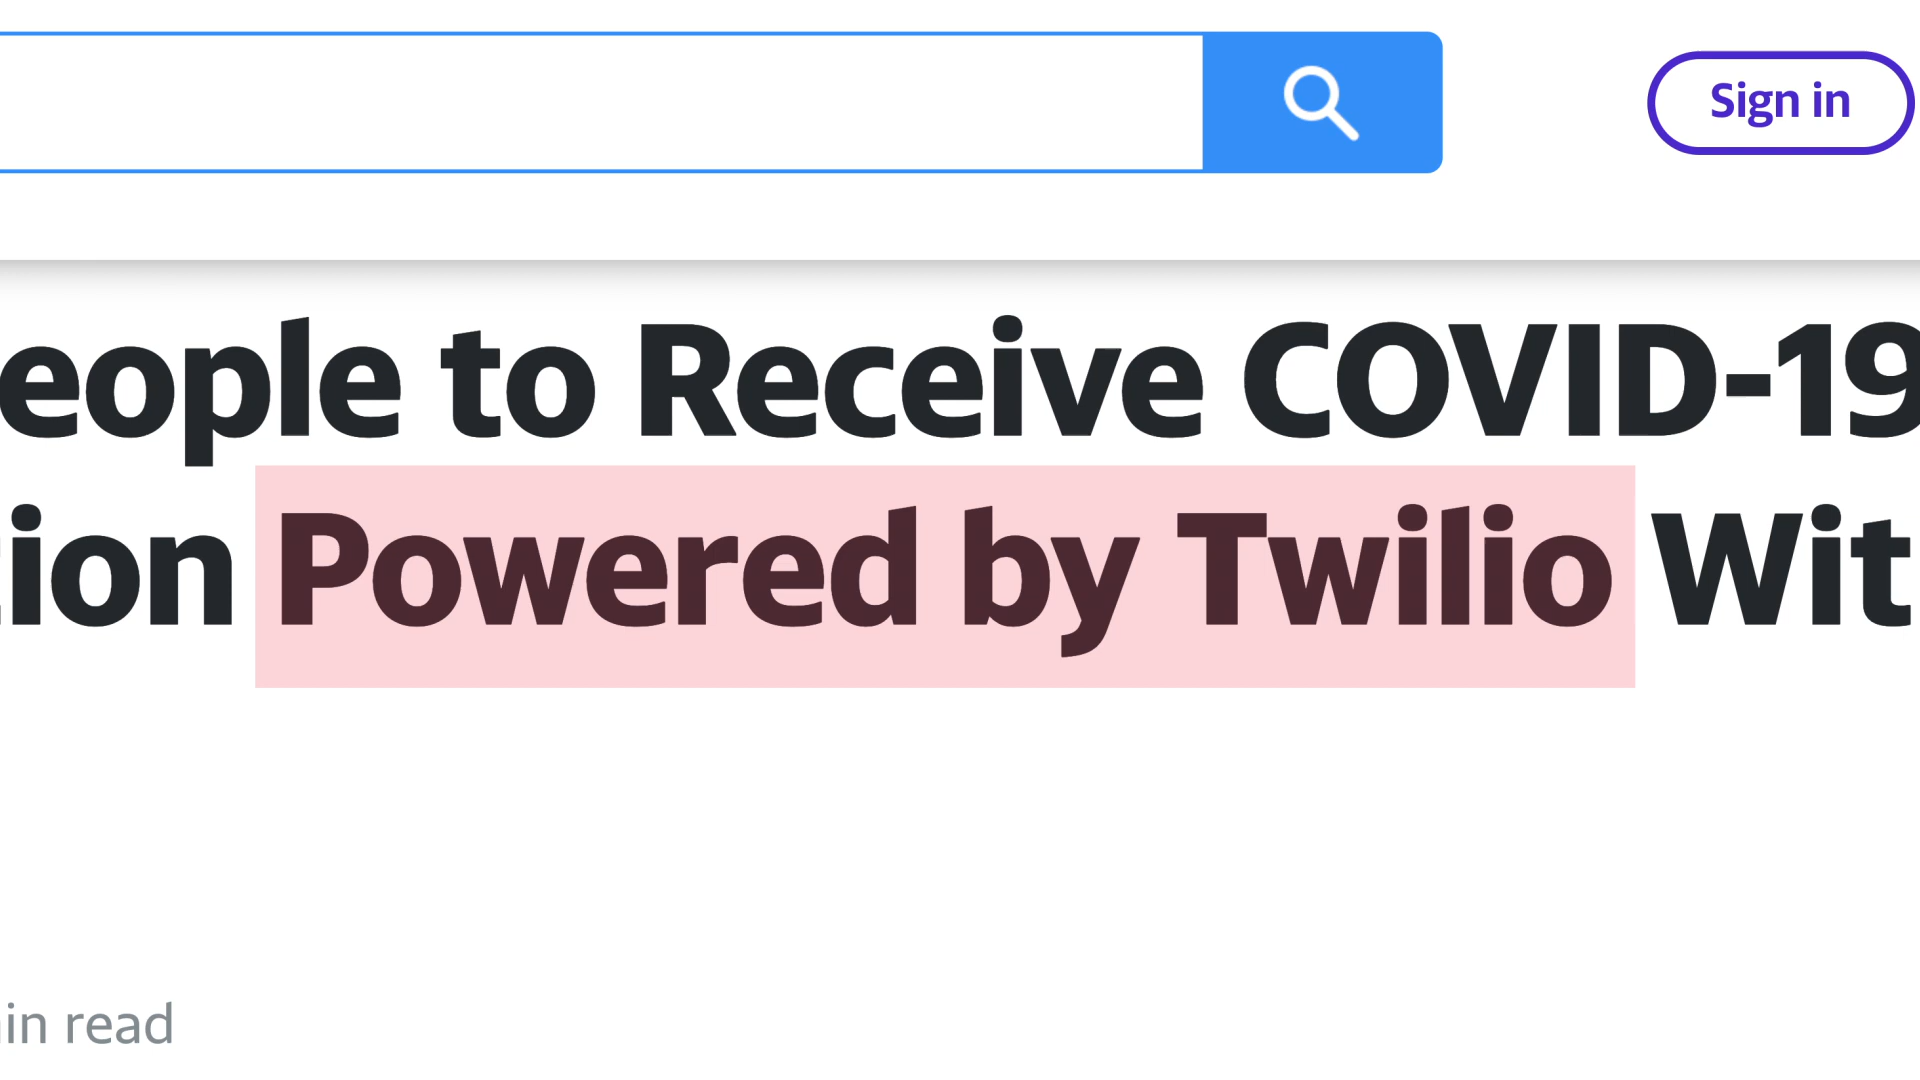 Sign in
eople to Receive COVID-19
ion Powered by Twilio Wit
in read